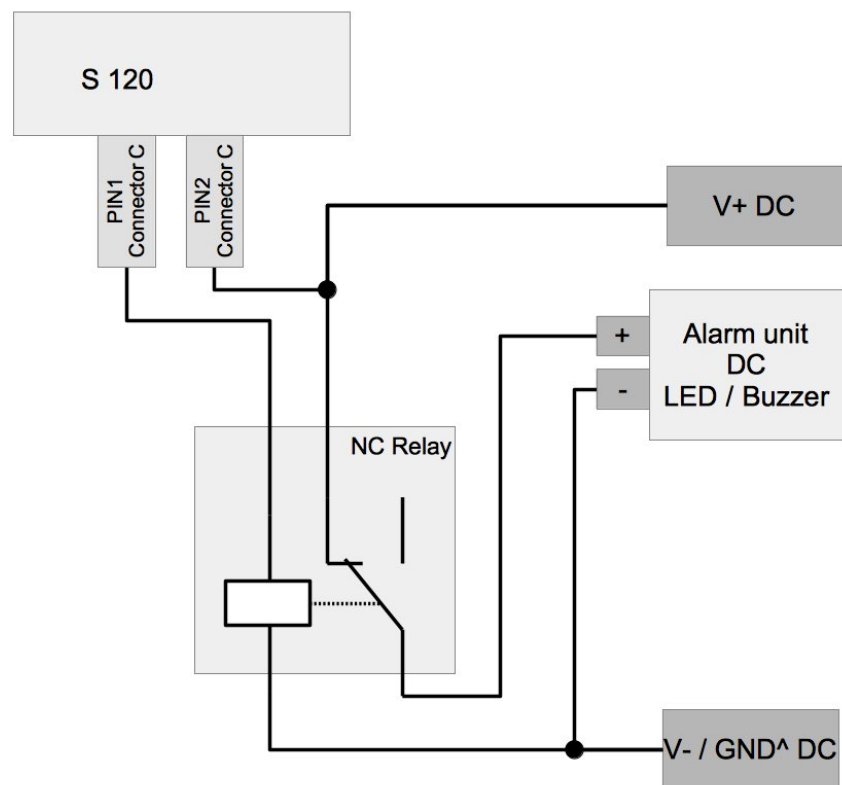 S 120
PIN1
Connector C
PIN2
Connector C
V+ DC
+
-
Alarm unit
DC
LED / Buzzer
NC Relay
V- / GND^ DC